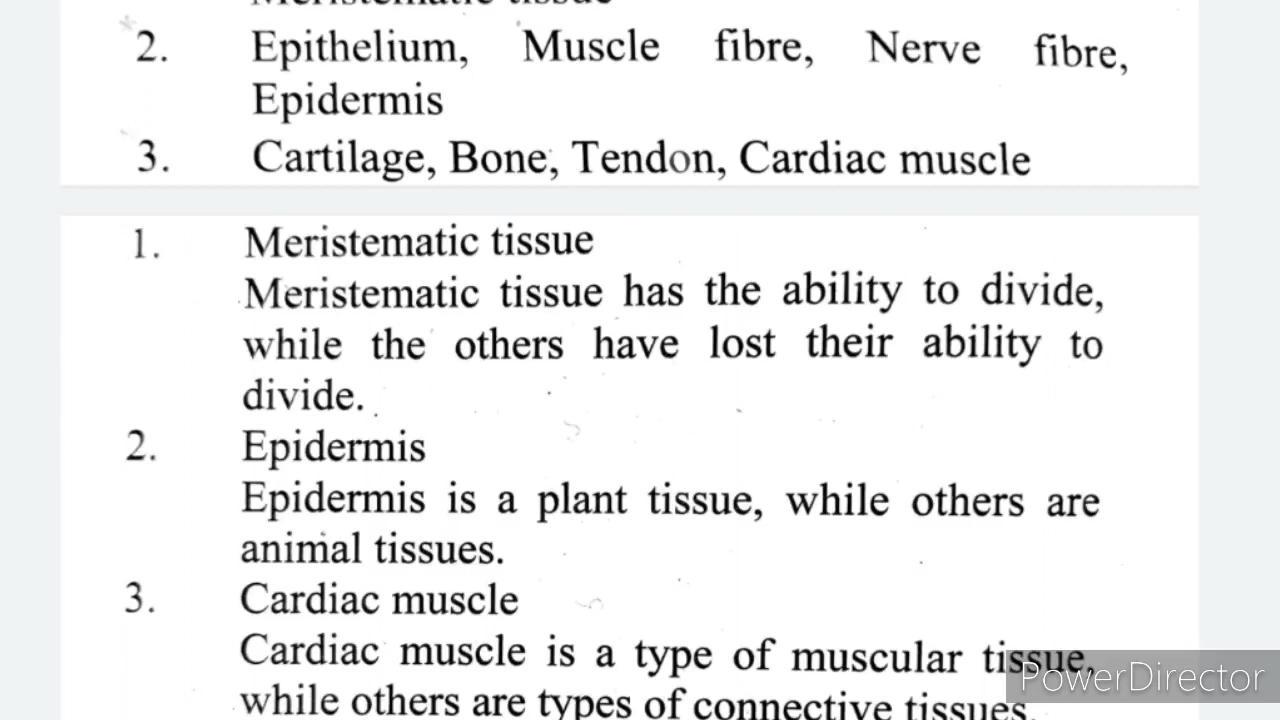 Meristematic tissue
2. Epithelium, Muscle fibre, Nerve fibre,
Epidermis
3. Cartilage, Bone, Tendon, Cardiac muscle
1. Meristematic tissue
Meristematic tissue has the ability to divide,
while the others have lost their ability to
divide.
2. Epidermis
Epidermis is a plant tissue, while others are
animal tissues.
3. Cardiac muscle
Cardiac muscle is a type of muscular tissue,
while others are types of connective tissues.
PowerDirector